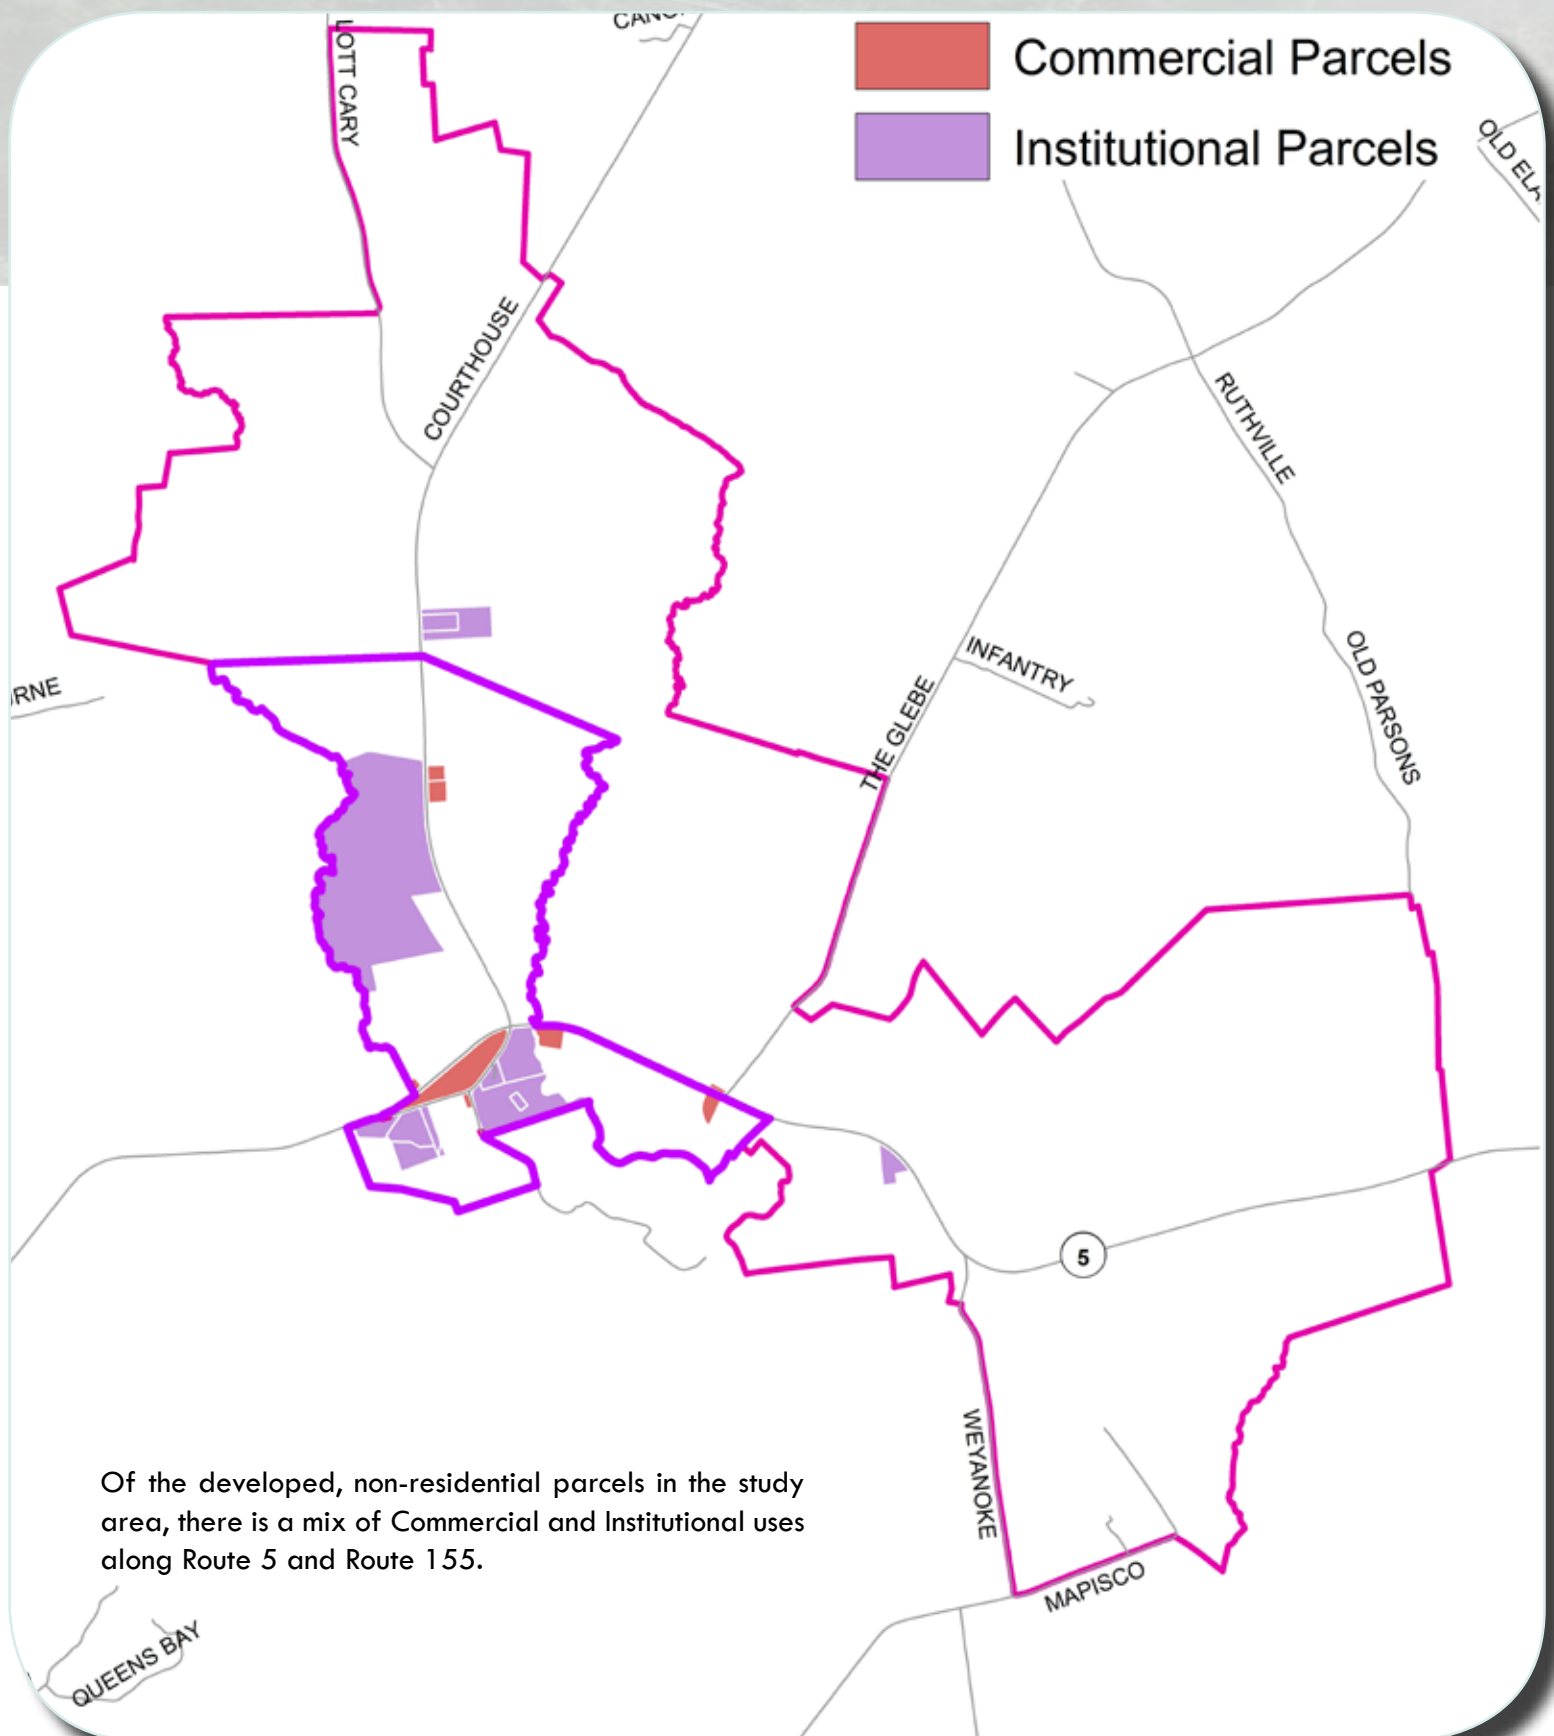 LOTT CARY
Commercial Parcels
Institutional Parcels
COURTHOUSE
RUTHVILLE
INFANTRY
THE GLEBE
OLD PARSONS
5
WEYANOKE
Of the developed, non-residential parcels in the study
area, there is a mix of Commercial and Institutional uses
along Route 5 and Route 155.
MAPISCO
QUEENS BAY